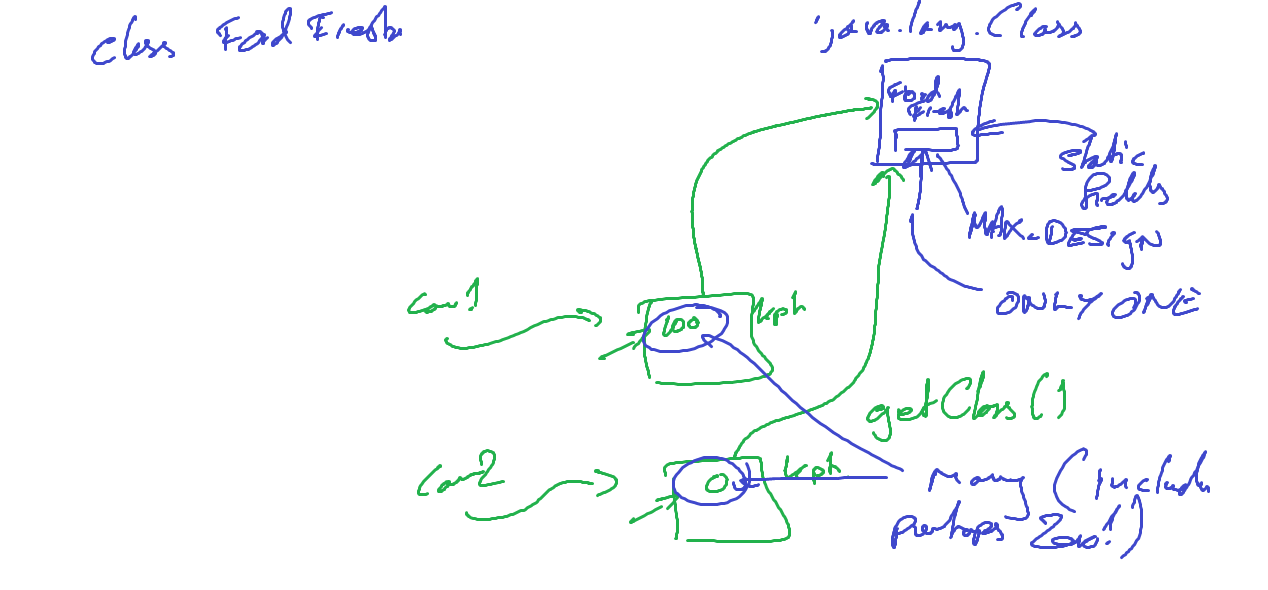 class Ford Fiesta
java.lang.Class
Ford
Fiesta
static
fields
MAX_DESIGN
ONLY ONE
car1
100
kph
getClass()
car2
0
kph
Many (include
perhaps Zero!)